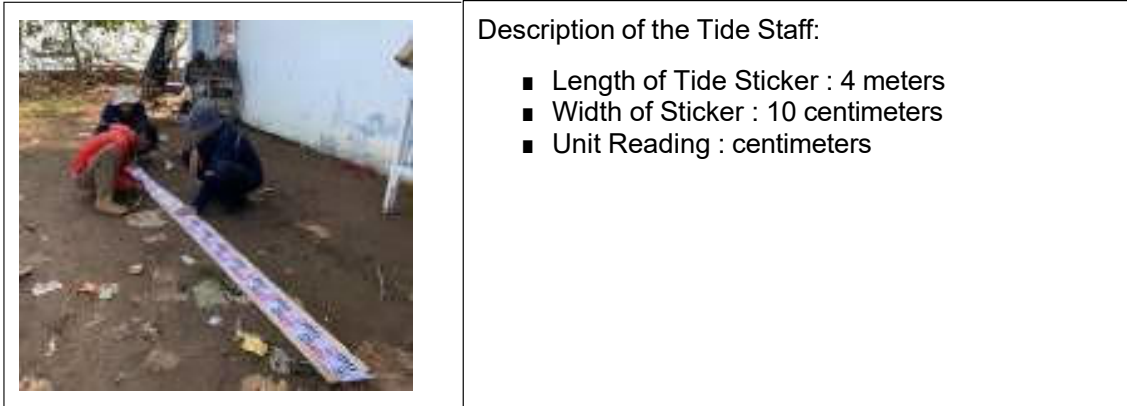 Description of the Tide Staff:
▪ Length of Tide Sticker : 4 meters
▪ Width of Sticker : 10 centimeters
▪ Unit Reading : centimeters